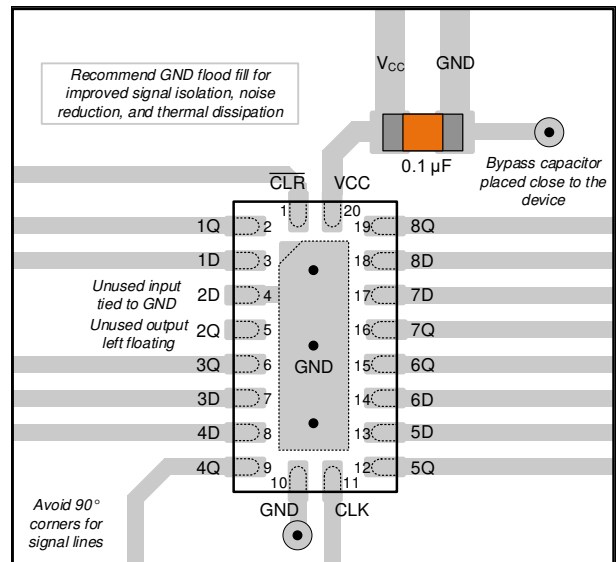 VCC GND
Recommend GND flood fill for
improved signal isolation, noise
reduction, and thermal dissipation
0.1 µF
Bypass capacitor
placed close to the
device
CLR VCC
1 20
1Q 2 19 8Q
1D 3 18 8D
Unused input
tied to GND
2D 4 17 7D
Unused output
left floating
2Q 5 16 7Q
3Q 6 15 6Q
GND
3D 7 14 6D
4D 8 13 5D
4Q 9 12 5Q
10 11
GND CLK
Avoid 90°
corners for
signal lines